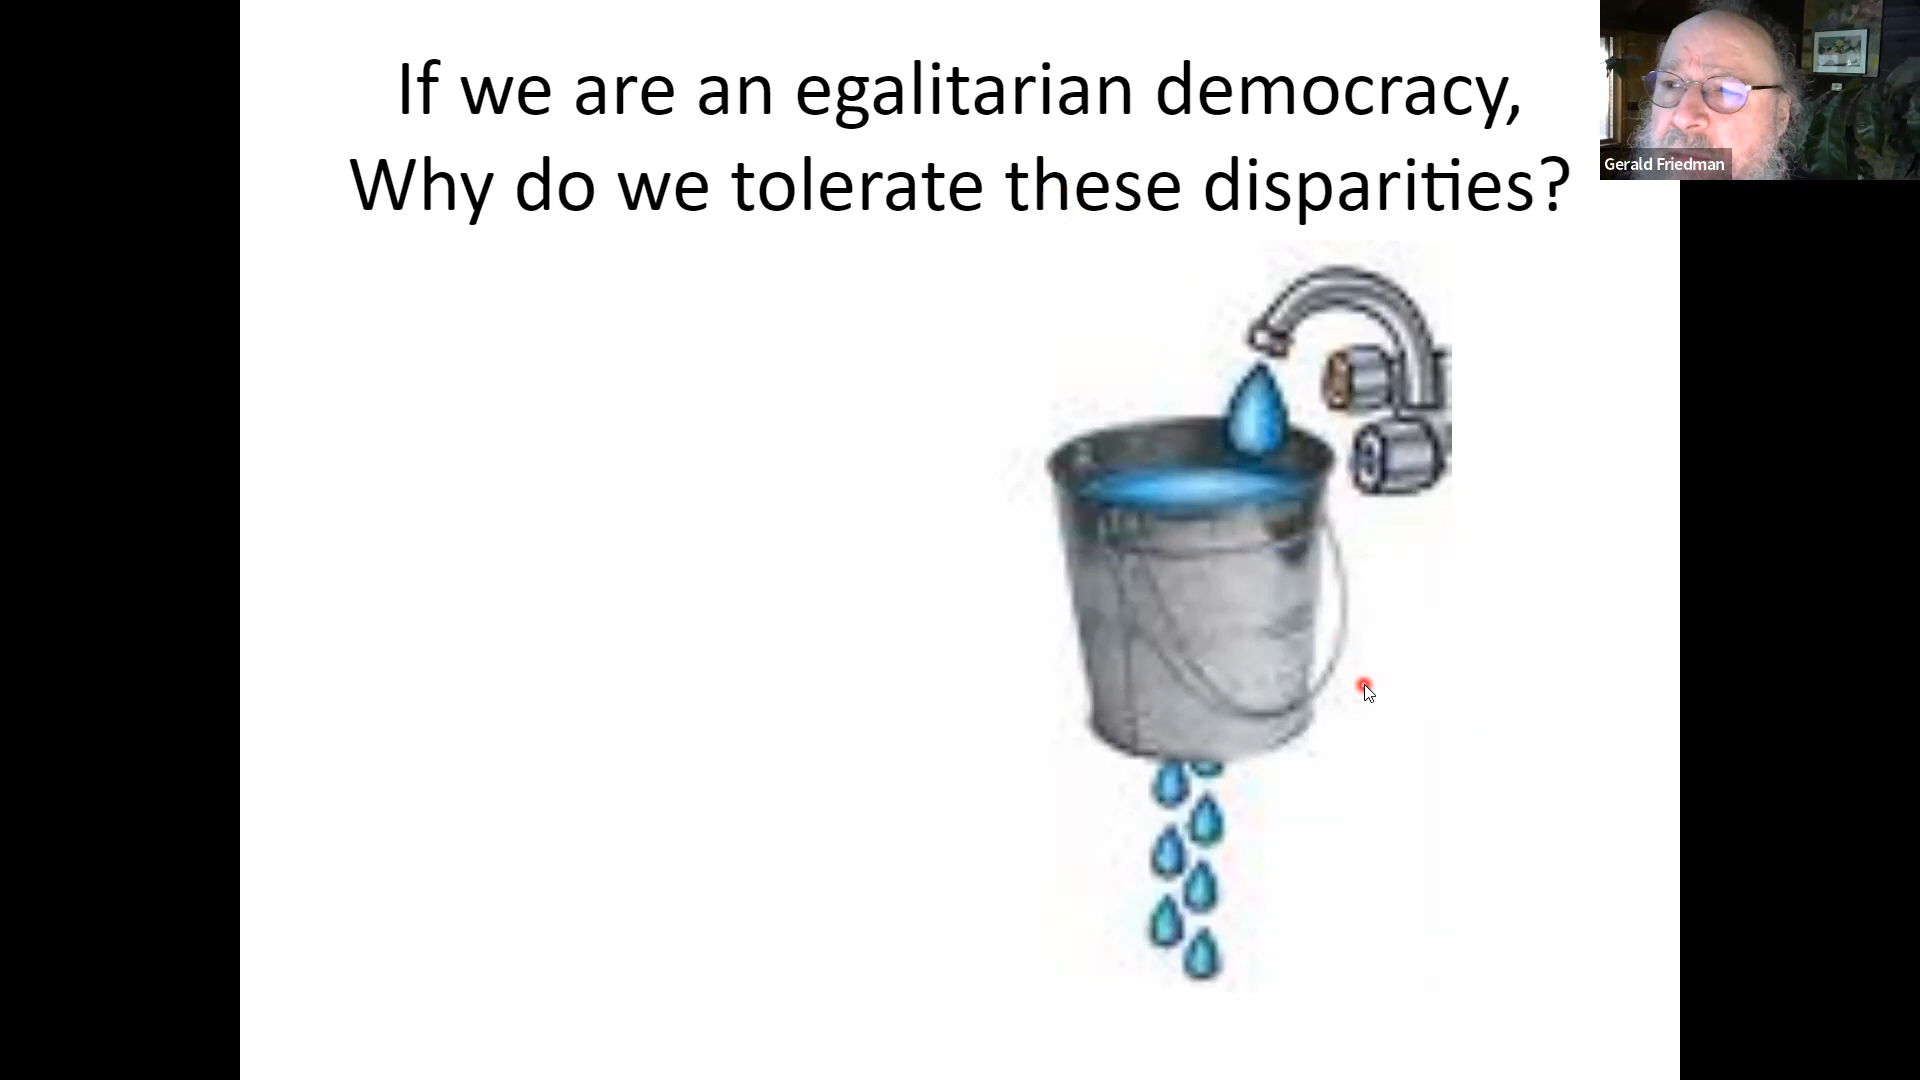 If we are an egalitarian democracy,
Why do we tolerate these disparities?
Gerald Friedman